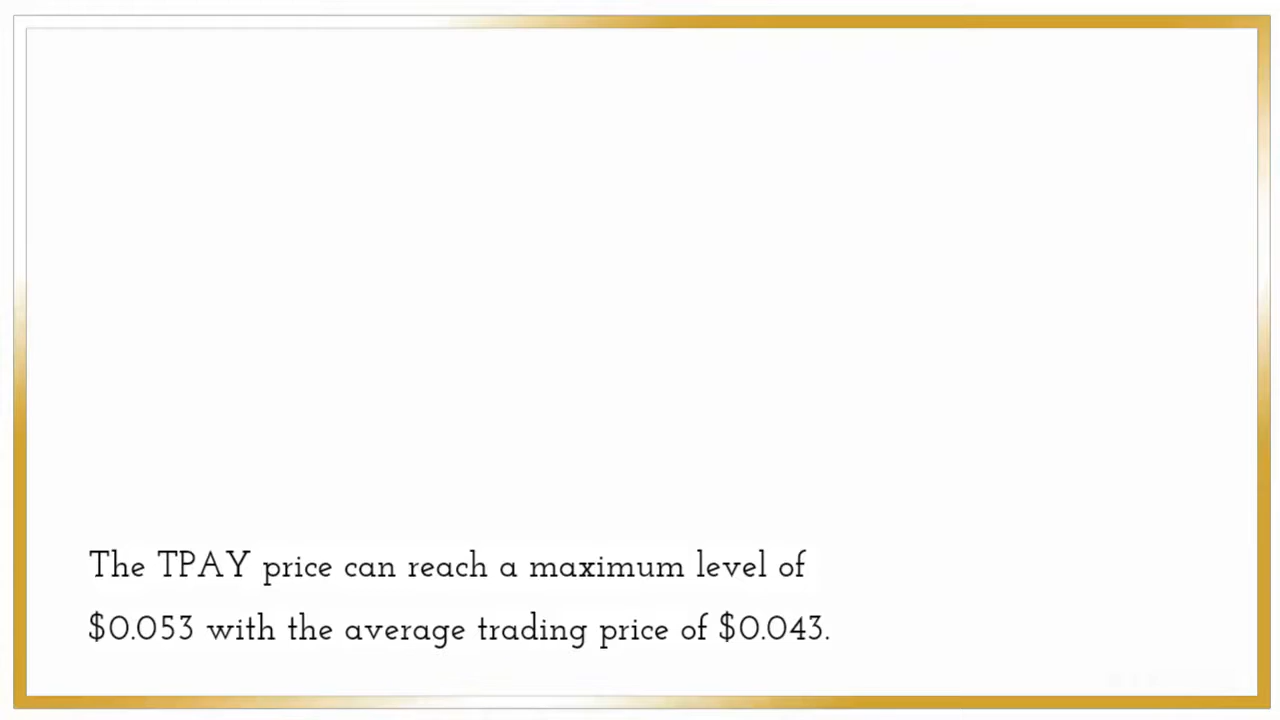 The TPAY price can reach a maximum level of
$0.053 with the average trading price of $0.043.